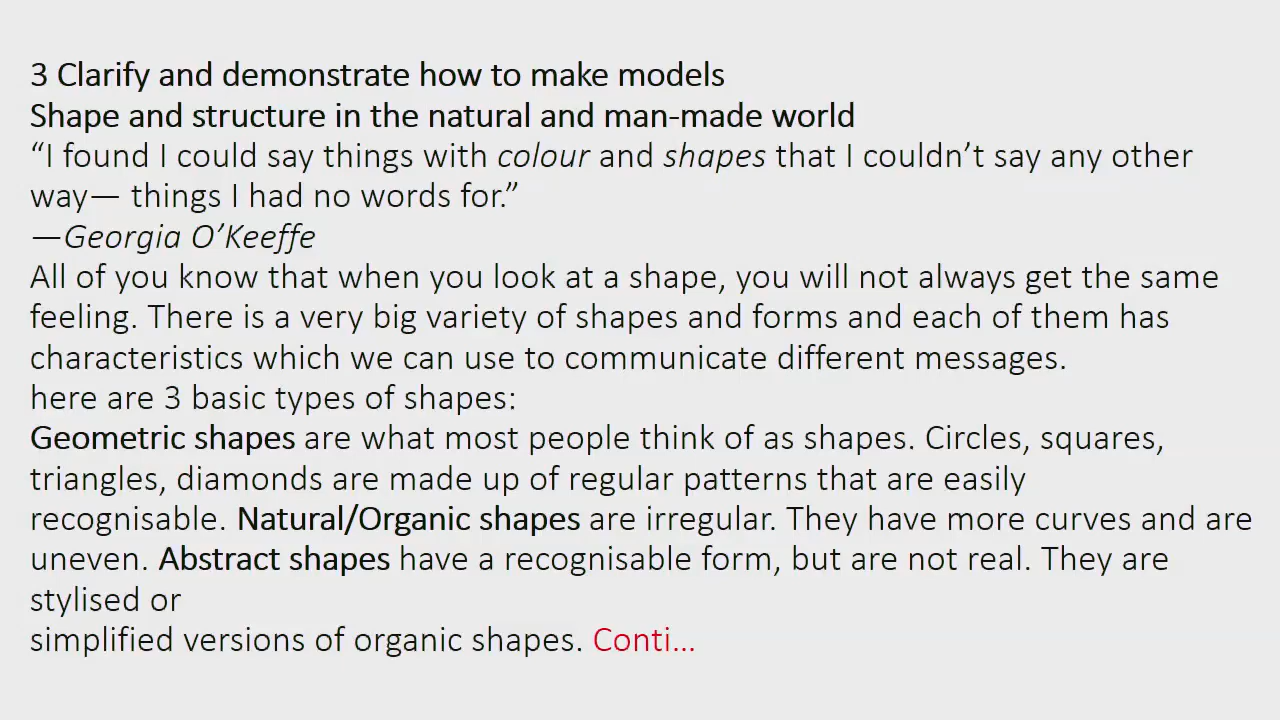 3 Clarify and demonstrate how to make models
Shape and structure in the natural and man-made world
“I found I could say things with colour and shapes that I couldn’t say any other
way— things I had no words for.”
—Georgia O’Keeffe
All of you know that when you look at a shape, you will not always get the same
feeling. There is a very big variety of shapes and forms and each of them has
characteristics which we can use to communicate different messages.
here are 3 basic types of shapes:
Geometric shapes are what most people think of as shapes. Circles, squares,
triangles, diamonds are made up of regular patterns that are easily
recognisable. Natural/Organic shapes are irregular. They have more curves and are
uneven. Abstract shapes have a recognisable form, but are not real. They are
stylised or
simplified versions of organic shapes. Conti...